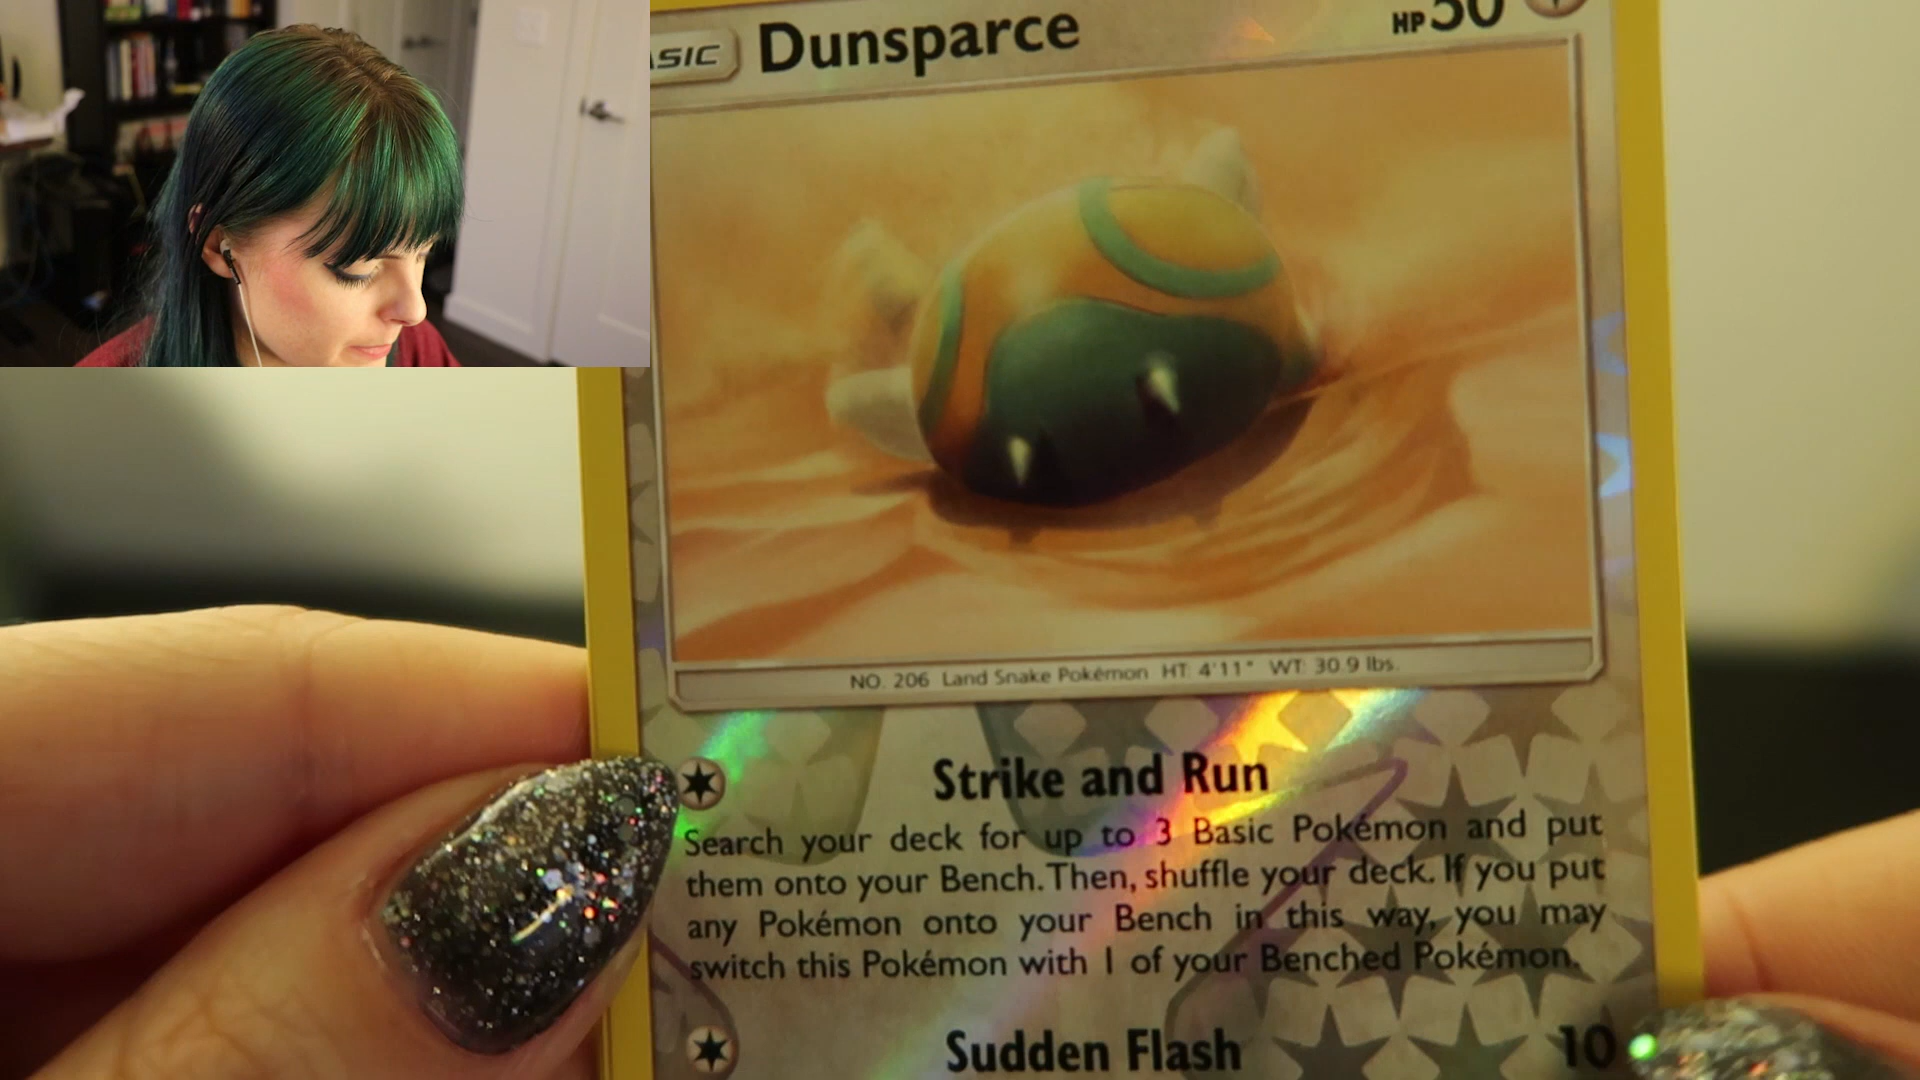 ASIC Dunsparce HP 50
NO. 206 Land Snake Pokémon HT: 4'11" WT: 30.9 lbs.
Strike and Run
Search your deck for up to 3 Basic Pokémon and put
them onto your Bench. Then, shuffle your deck. If you put
any Pokémon onto your Bench in this way, you may
switch this Pokémon with 1 of your Benched Pokémon.
Sudden Flash 10